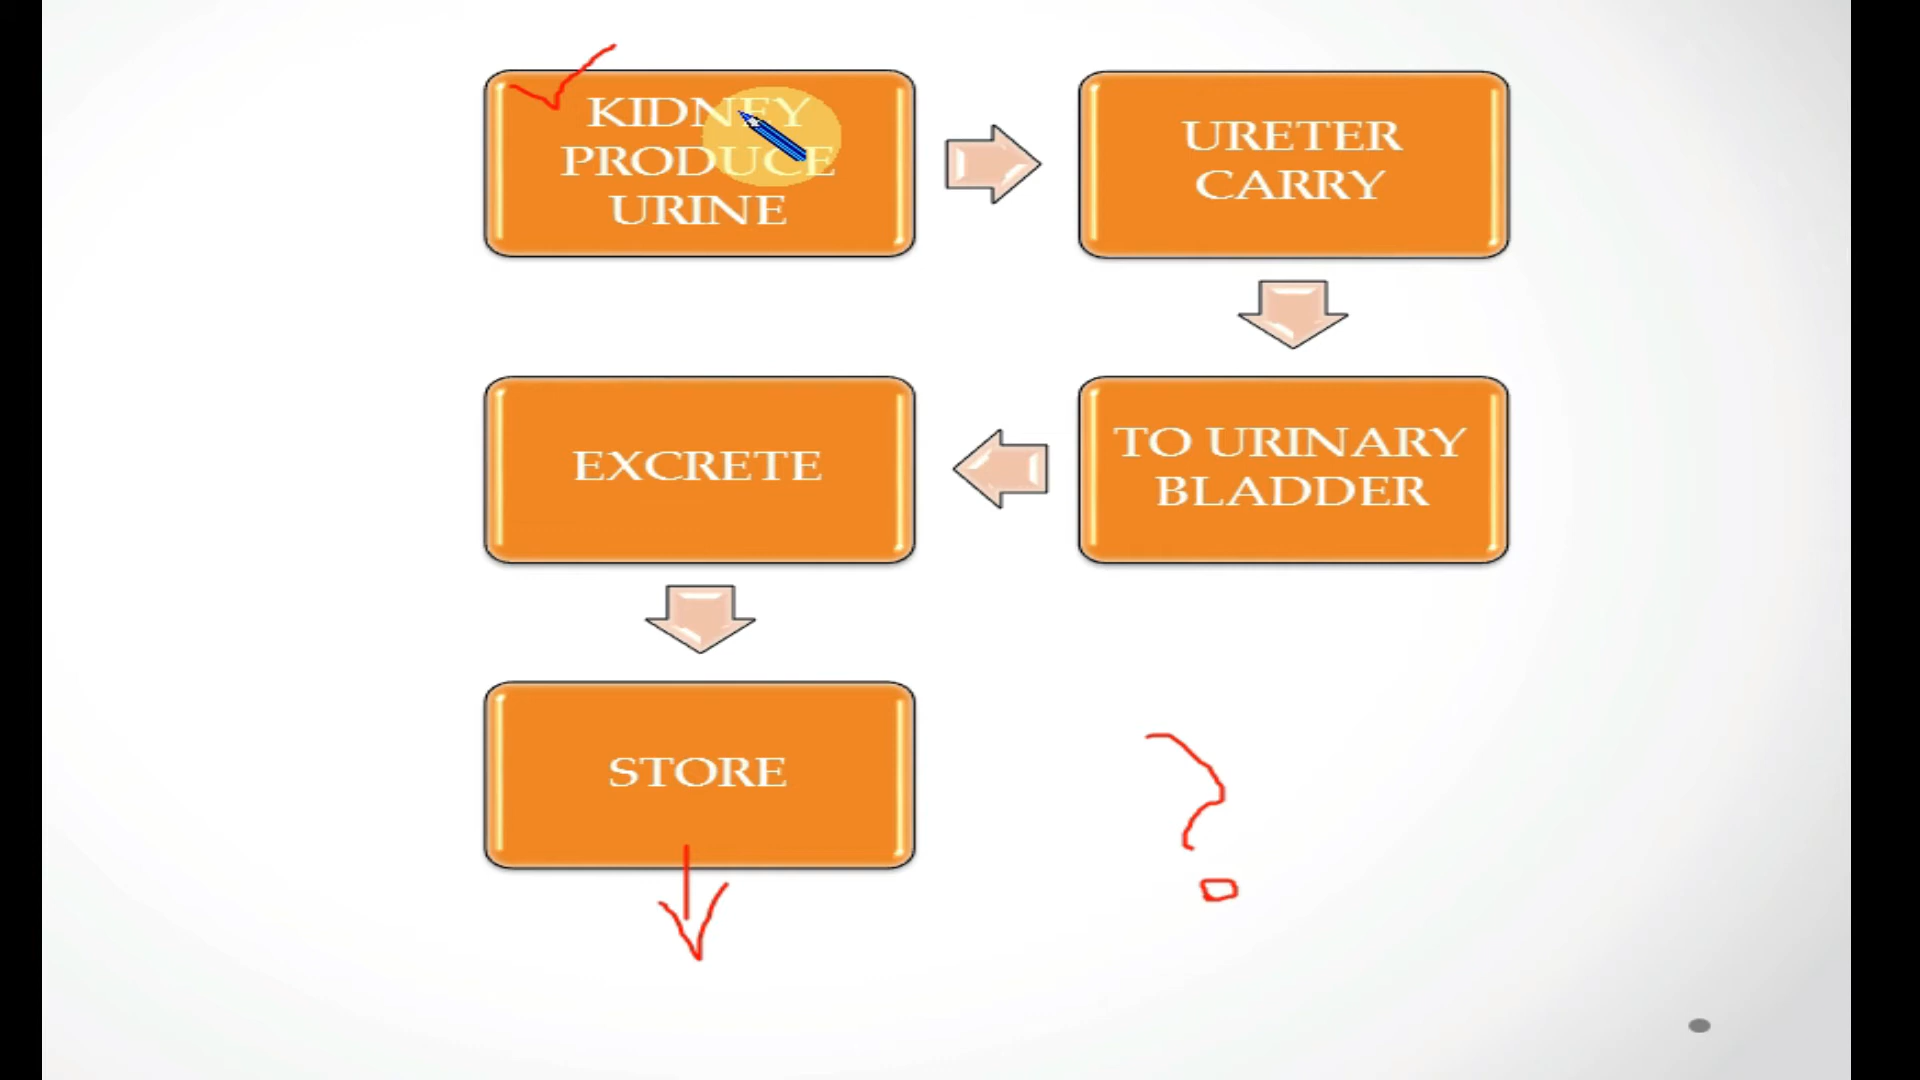 KIDNEY
PRODUCE
URINE
URETER
CARRY
TO URINARY
BLADDER
EXCRETE
STORE
?